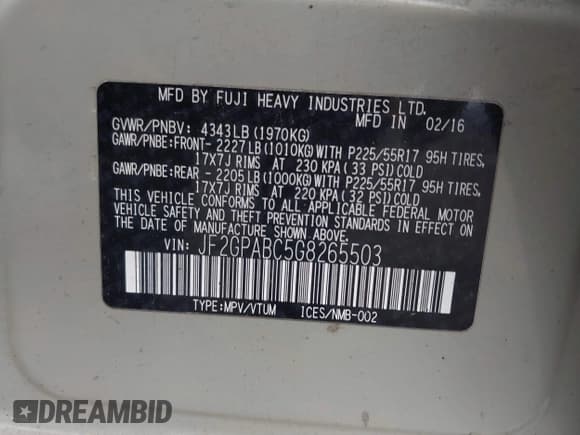 MFD BY FUJI HEAVY INDUSTRIES LTD.
MFD IN 02/16
GVWR/PNBV: 4343LB (1970KG)
GAWR/PNBE:FRONT- 2227LB(1010KG)WITH P225/55R17 95H TIRES,
17X7J RIMS AT 230 KPA( 33 PSI)COLD
GAWR/PNBE:REAR - 2205LB(1000KG)WITH P225/55R17 95H TIRES,
17X7J RIMS AT 220 KPA( 32 PSI)COLD
THIS VEHICLE CONFORMS TO ALL APPLICABLE FEDERAL MOTOR
VEHICLE SAFETY AND THEFT PREVENTION STANDARDS IN EFFECT
ON THE DATE OF MANUFACTURE SHOWN ABOVE.
VIN: JF2GPABC5G8265503
TYPE:MPV/VTUM ICES/NMB-002
DREAMBID